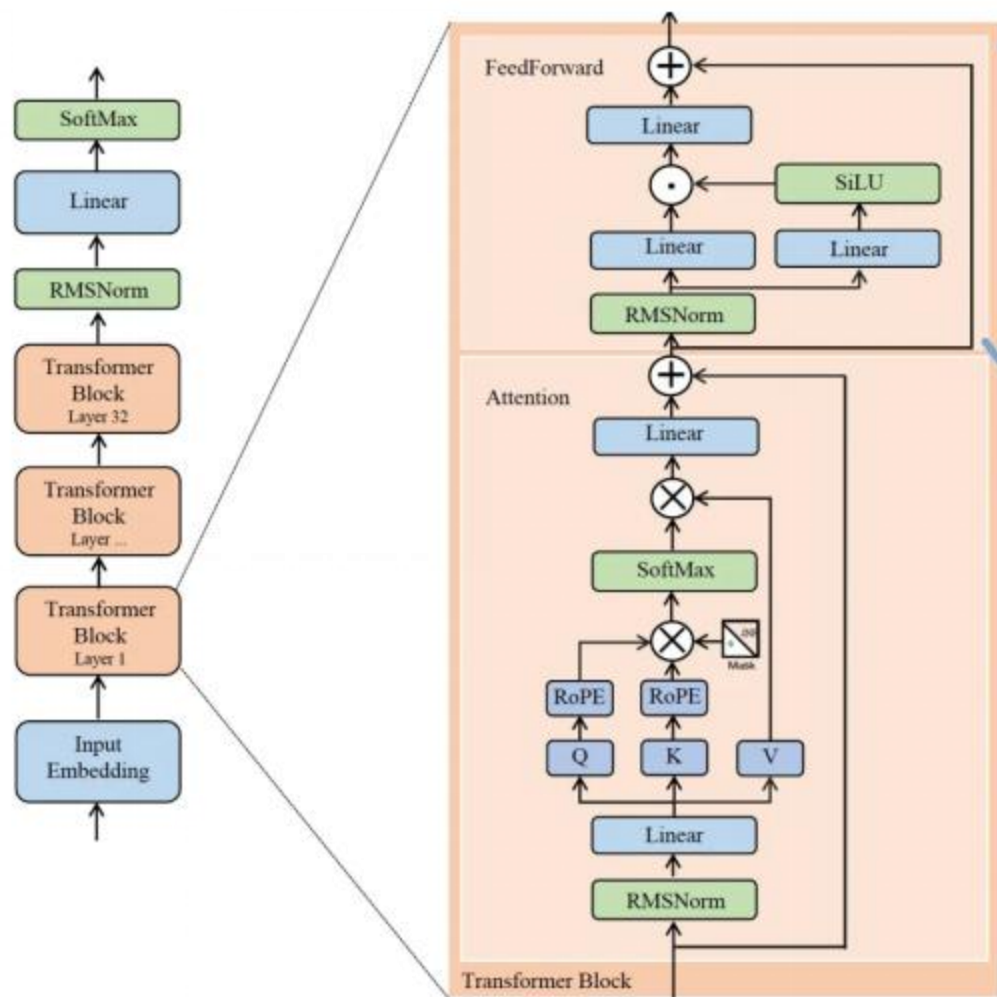 SoftMax
Linear
RMSNorm
Transformer
Block
Layer 32
Transformer
Block
Layer ...
Transformer
Block
Layer 1
Input
Embedding
FeedForward
Linear
SiLU
Linear
Linear
RMSNorm
Attention
Linear
SoftMax
Mask
RoPE
RoPE
Q
K
V
Linear
RMSNorm
Transformer Block